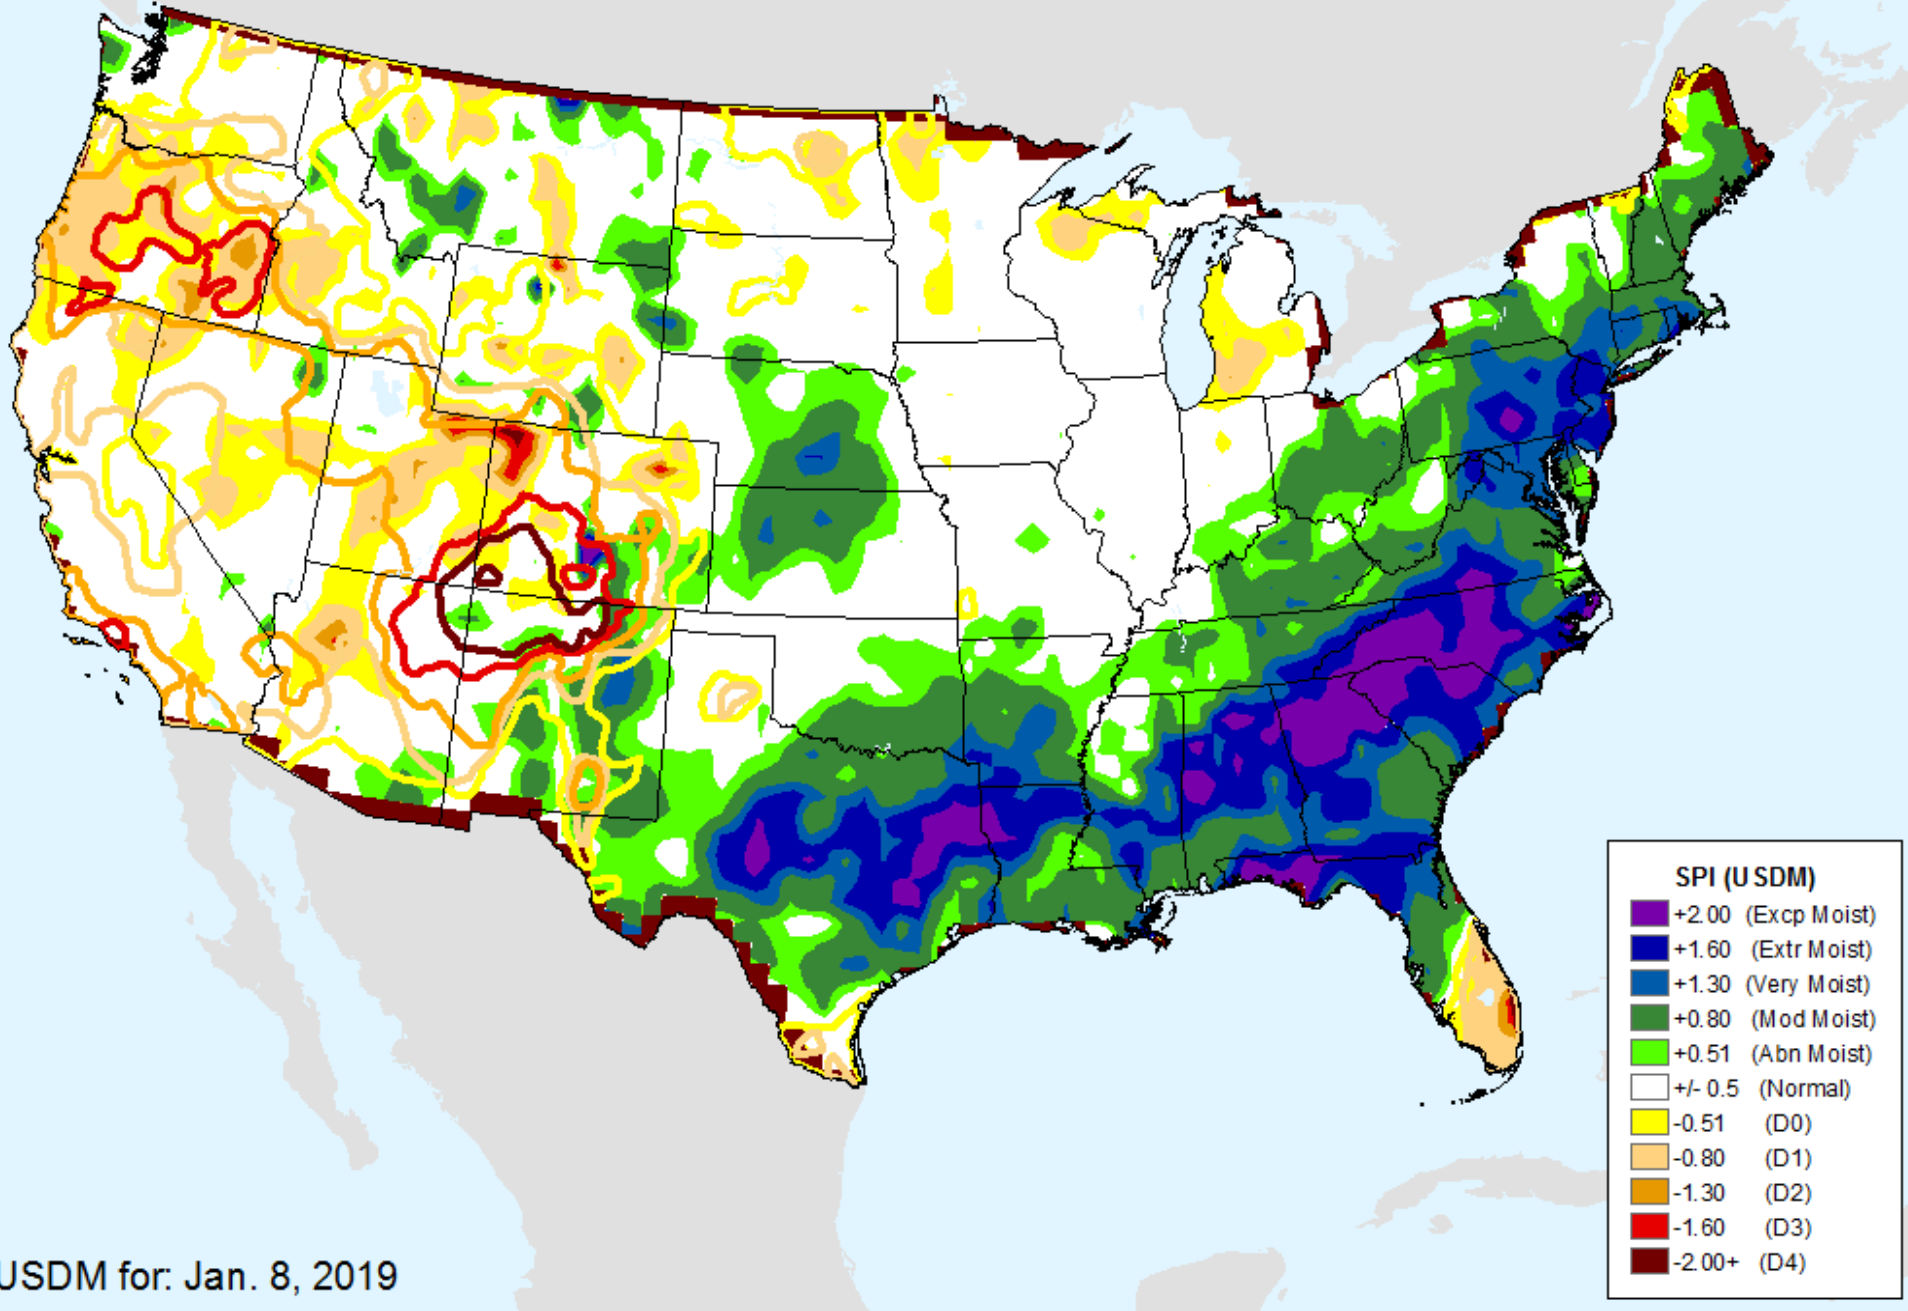 SPI (USDM)
+2.00 (Excp Moist)
+1.60 (Extr Moist)
+1.30 (Very Moist)
+0.80 (Mod Moist)
+0.51 (Abn Moist)
+/- 0.5 (Normal)
-0.51 (D0)
-0.80 (D1)
-1.30 (D2)
-1.60 (D3)
-2.00+ (D4)
USDM for: Jan. 8, 2019